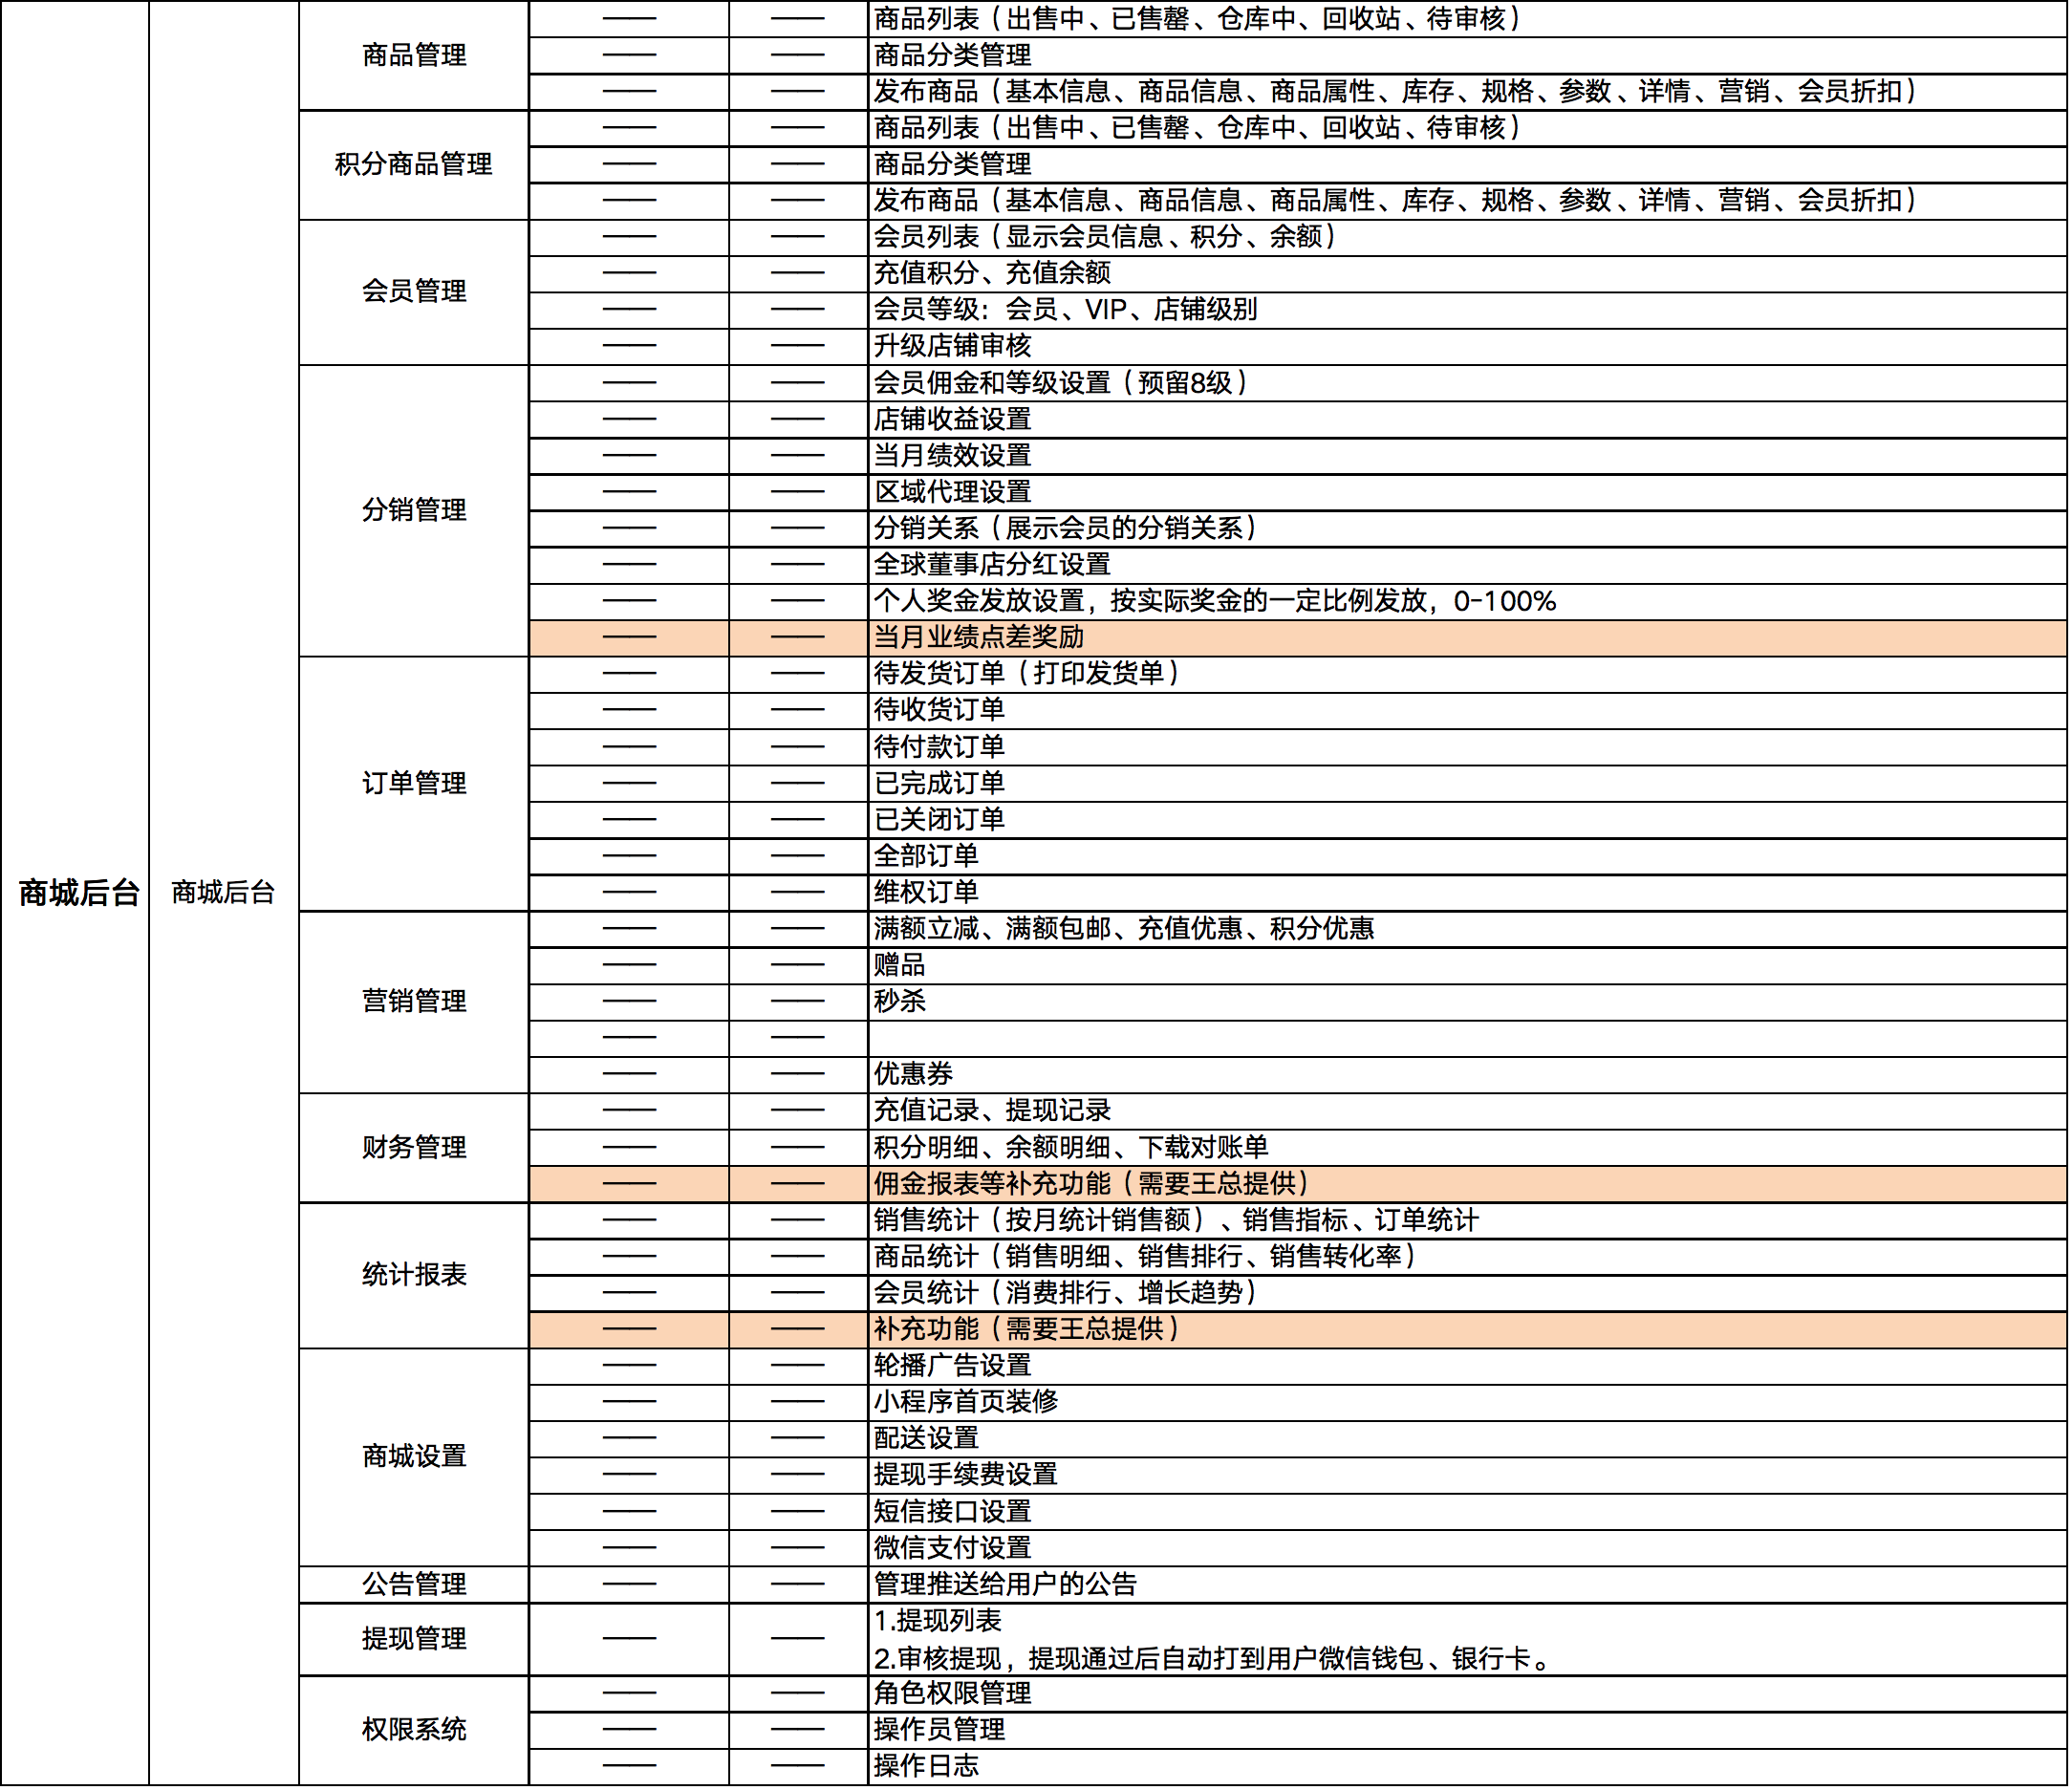 商城后台
商城后台
商品管理
—— —— 商品列表（出售中、已售罄、仓库中、回收站、待审核）
—— —— 商品分类管理
—— —— 发布商品（基本信息、商品信息、商品属性、库存、规格、参数、详情、营销、会员折扣）
积分商品管理
—— —— 商品列表（出售中、已售罄、仓库中、回收站、待审核）
—— —— 商品分类管理
—— —— 发布商品（基本信息、商品信息、商品属性、库存、规格、参数、详情、营销、会员折扣）
会员管理
—— —— 会员列表（显示会员信息、积分、余额）
—— —— 充值积分、充值余额
—— —— 会员等级：会员、VIP、店铺级别
—— —— 升级店铺审核
分销管理
—— —— 会员佣金和等级设置（预留8级）
—— —— 店铺收益设置
—— —— 当月绩效设置
—— —— 区域代理设置
—— —— 分销关系（展示会员的分销关系）
—— —— 全球董事店分红设置
—— —— 个人奖金发放设置，按实际奖金的一定比例发放，0-100%
—— —— 当月业绩点差奖励
订单管理
—— —— 待发货订单（打印发货单）
—— —— 待收货订单
—— —— 待付款订单
—— —— 已完成订单
—— —— 已关闭订单
—— —— 全部订单
—— —— 维权订单
营销管理
—— —— 满额立减、满额包邮、充值优惠、积分优惠
—— —— 赠品
—— —— 秒杀
—— ——
—— —— 优惠券
财务管理
—— —— 充值记录、提现记录
—— —— 积分明细、余额明细、下载对账单
—— —— 佣金报表等补充功能（需要王总提供）
统计报表
—— —— 销售统计（按月统计销售额）、销售指标、订单统计
—— —— 商品统计（销售明细、销售排行、销售转化率）
—— —— 会员统计（消费排行、增长趋势）
—— —— 补充功能（需要王总提供）
商城设置
—— —— 轮播广告设置
—— —— 小程序首页装修
—— —— 配送设置
—— —— 提现手续费设置
—— —— 短信接口设置
—— —— 微信支付设置
公告管理
—— —— 管理推送给用户的公告
提现管理
—— —— 1.提现列表
2.审核提现，提现通过后自动打到用户微信钱包、银行卡。
权限系统
—— —— 角色权限管理
—— —— 操作员管理
—— —— 操作日志